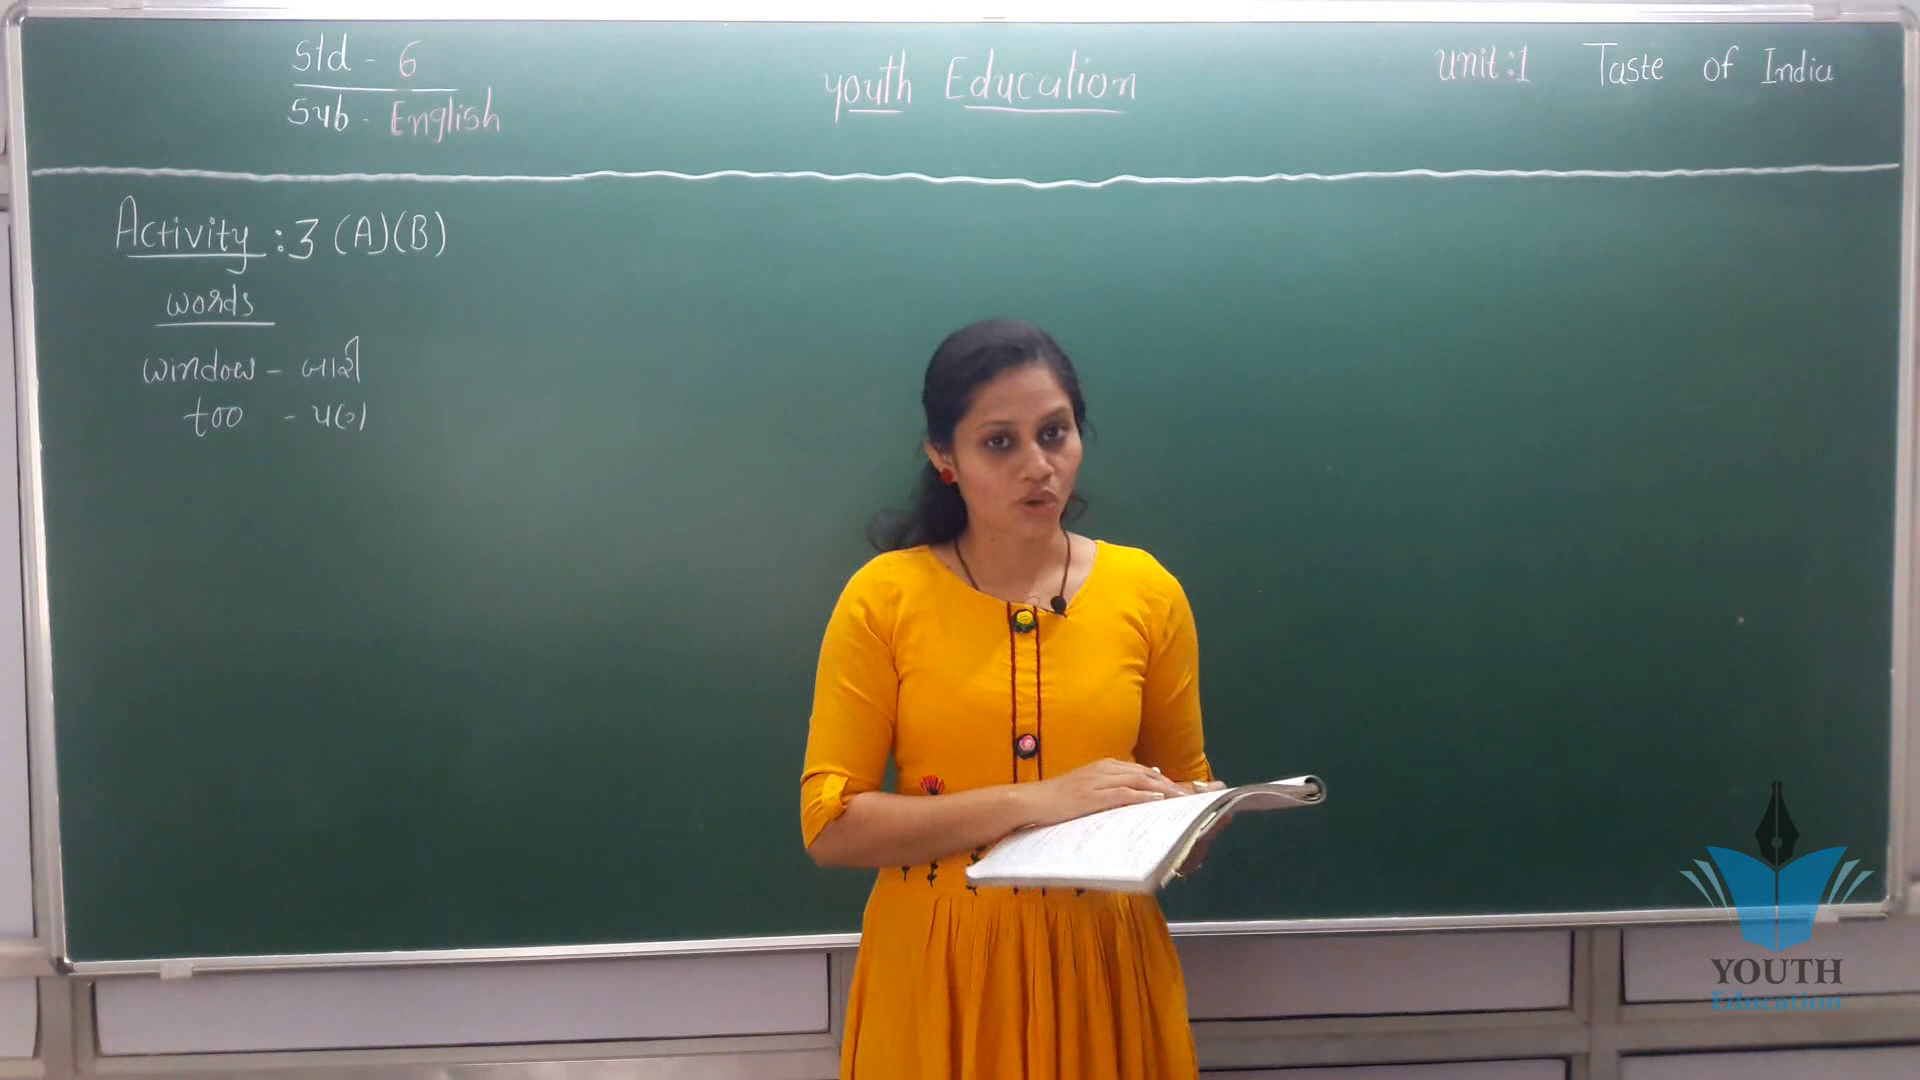 Std - 6
Sub - English
youth Education
Unit:1 Taste of India
Activity : 3 (A)(B)
words
window - બારી
too - પણ
YOUTH
Education